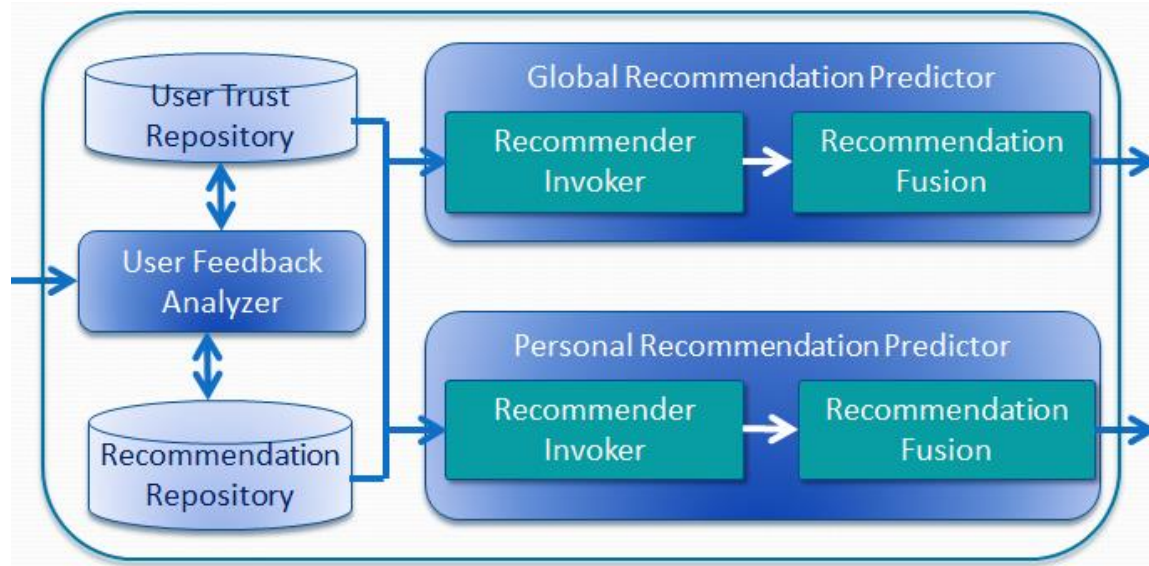 User Trust
Repository
User Feedback
Analyzer
Recommendation
Repository
Global Recommendation Predictor
Recommender
Invoker
Recommendation
Fusion
Personal Recommendation Predictor
Recommender
Invoker
Recommendation
Fusion